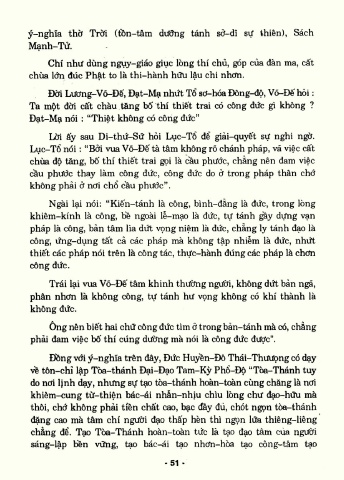 ý-nghĩa thờ Trời (tồn-tâm dưỡng tánh sở-dĩ sự thiên), Sách
Mạnh-Tử.
Chí như dùng ngụy-giáo giục lòng thí chủ, góp của đàn ma, cất
chùa lớn đúc Phật to là thi-hành hữu lậu chi nhơn.
Đời Lương-Võ-Đế, Đạt-Mạ nhứt Tổ sơ-hóa Đông-độ, Võ-Đế hỏi :
Ta một đời cất chàu tăng bố thí thiết trai có công đức gì không ?
Đạt-Mạ nói : "Thiệt không có công đức"
Lời ấy sau Di-thứ-Sứ hỏi Lục-Tổ để giải-quyết sự nghi ngờ.
Lục-Tổ nói : "Bởi vua Võ-Đế tà tâm không rõ chánh pháp, vả việc cất
chùa độ tăng, bố thí thiết trai gọi là cầu phước, chẳng nên đam việc
cầu phước thay làm công đức, công đức do ở trong pháp thân chớ
không phải ở nơi chổ cầu phước".
Ngài lại nói: "Kiến-tánh là công, bình-đẳng là đức, trong lòng
khiêm-kính là công, bề ngoài lễ-mạo là đức, tự tánh gầy dựng vạn
pháp là công, bản tâm lìa dứt vọng niệm là đức, chẳng ly tánh đạo là
công, ứng-dụng tất cả các pháp mà không tập nhiễm là đức, nhứt
thiết các pháp nói trên là công tác, thực-hành đúng các pháp là chơn
công đức.
Trái lại vua Võ-Đế tâm khinh thường người, không dứt bản ngã,
phân nhơn là không công, tự tánh hư vọng không có khí thành là
không đức.
Ông nên biết hai chữ công đức tìm ở trong bản-tánh mà có, chẳng
phải đam việc bố thí cúng dường mà nói là công đức được".
Đồng với ý-nghĩa trên đây, Đức Huyền-Đô Thái-Thượng có dạy
về tôn-chỉ lập Tòa-thánh Đại-Đạo Tam-Kỳ Phổ-Độ "Tòa-Thánh tuy
do nơi lịnh dạy, nhưng sự tạo tòa-thánh hoàn-toàn cùng chăng là nơi
khiêm-cung từ-thiện bác-ái nhẫn-nhịu chìu lòng chư đạo-hữu mà
thôi, chớ không phải tiền chất cao, bạc đầy đủ, chót ngọn tòa-thánh
đặng cao mà tâm chí người đạo thấp hèn thì ngọn lửa thiêng-liêng
chẳng để. Tạo Tòa-Thánh hoàn-toàn tức là tạo đạo tâm của người
sáng-lập bền vững, tạo bác-ái tạo nhơn-hòa tạo công-tâm tạo
- 51 -